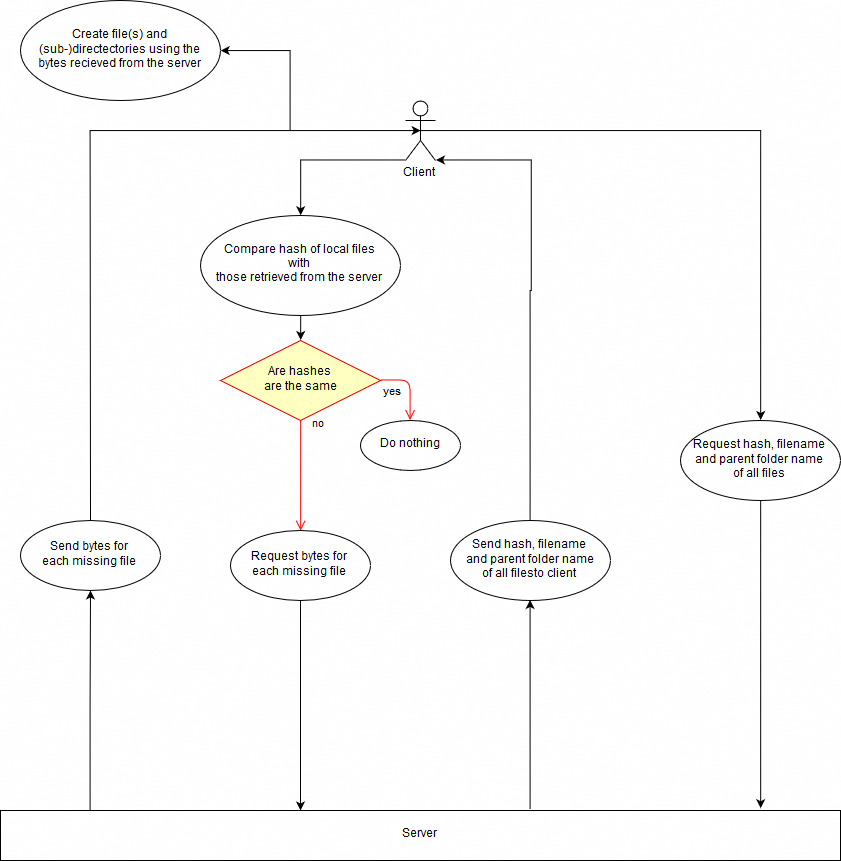 Create file(s) and
(sub-)directectories using the
bytes recieved from the server
Client
Compare hash of local files
with
those retrieved from the server
Are hashes
are the same
yes
no
Do nothing
Request hash, filename
and parent folder name
of all files
Send bytes for
each missing file
Request bytes for
each missing file
Send hash, filename
and parent folder name
of all filesto client
Server